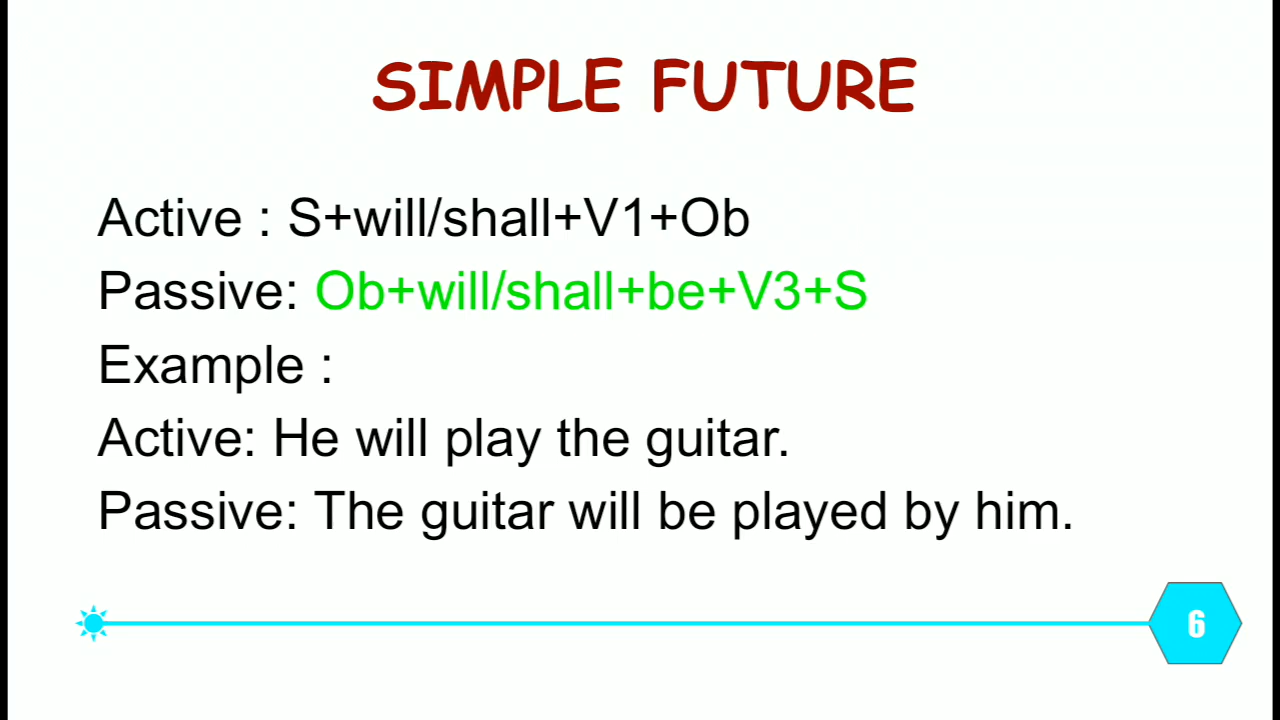 SIMPLE FUTURE
Active : S+will/shall+V1+Ob
Passive: Ob+will/shall+be+V3+S
Example :
Active: He will play the guitar.
Passive: The guitar will be played by him.
6